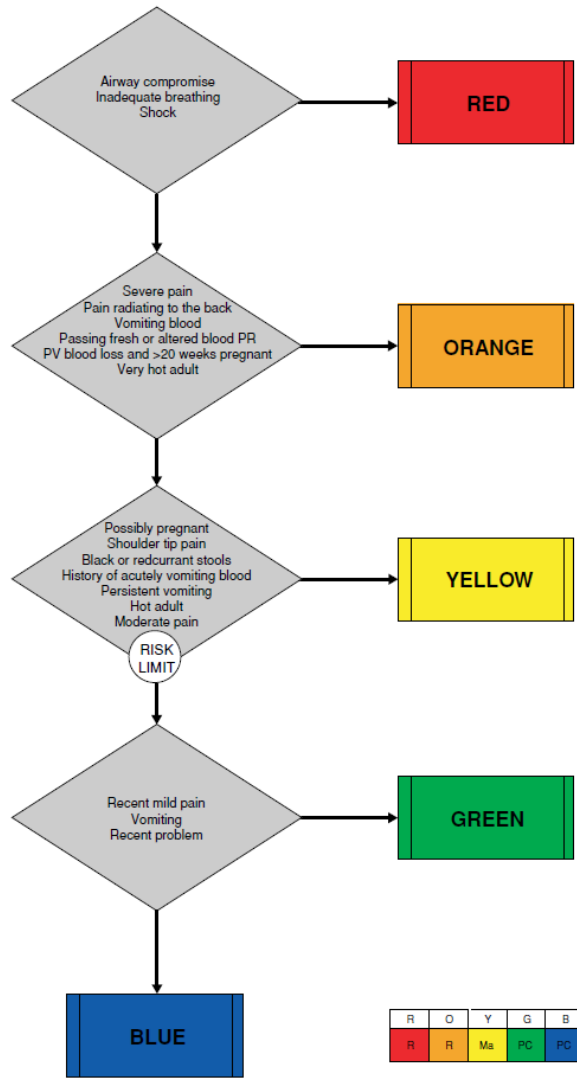 Airway compromise
Inadequate breathing
Shock
RED
Severe pain
Pain radiating to the back
Vomiting blood
Passing fresh or altered blood PR
PV blood loss and >20 weeks pregnant
Very hot adult
ORANGE
Possibly pregnant
Shoulder tip pain
Black or redcurrant stools
History of acutely vomiting blood
Persistent vomiting
Hot adult
Moderate pain
YELLOW
RISK
LIMIT
Recent mild pain
Vomiting
Recent problem
GREEN
BLUE
R O Y G B
R R Ma PC PC